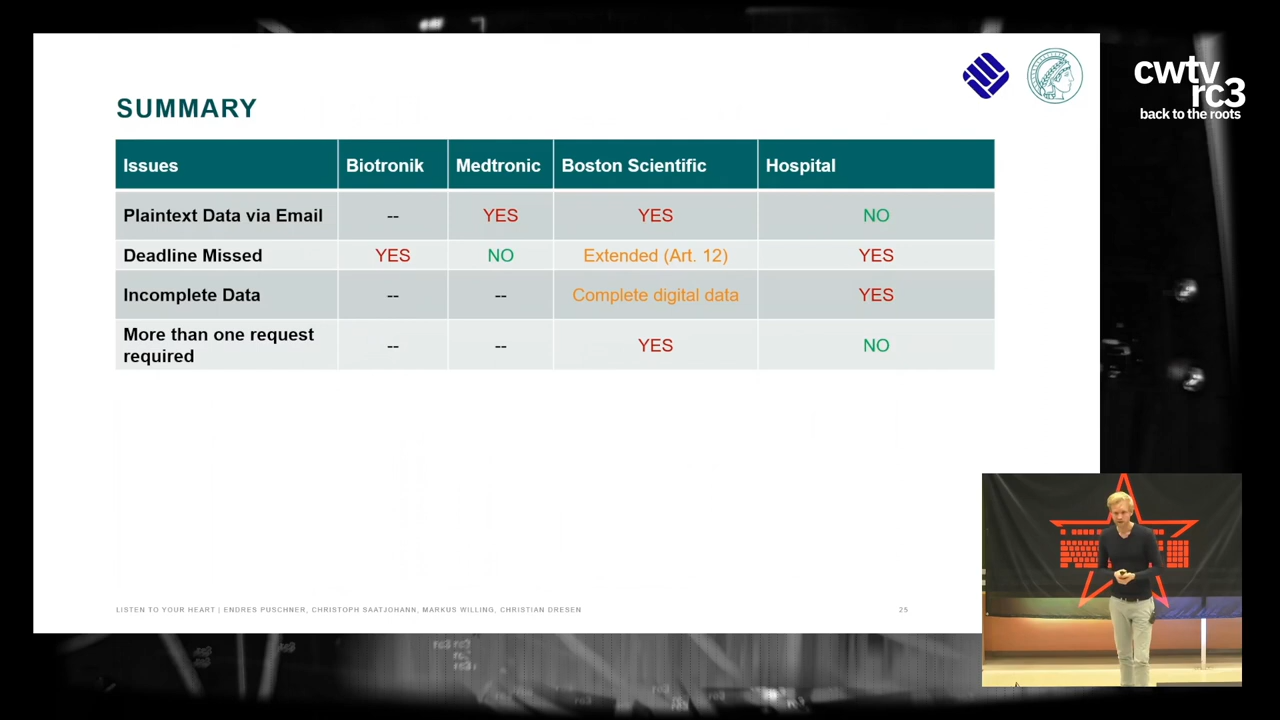 cwtv
rc3
back to the roots
SUMMARY
Issues Biotronik Medtronic Boston Scientific Hospital
Plaintext Data via Email -- YES YES NO
Deadline Missed YES NO Extended (Art. 12) YES
Incomplete Data -- -- Complete digital data YES
More than one request
required -- -- YES NO
LISTEN TO YOUR HEART | ENDRES PUSCHNER, CHRISTOPH SAATJOHANN, MARKUS WILLING, CHRISTIAN DRESEN 25